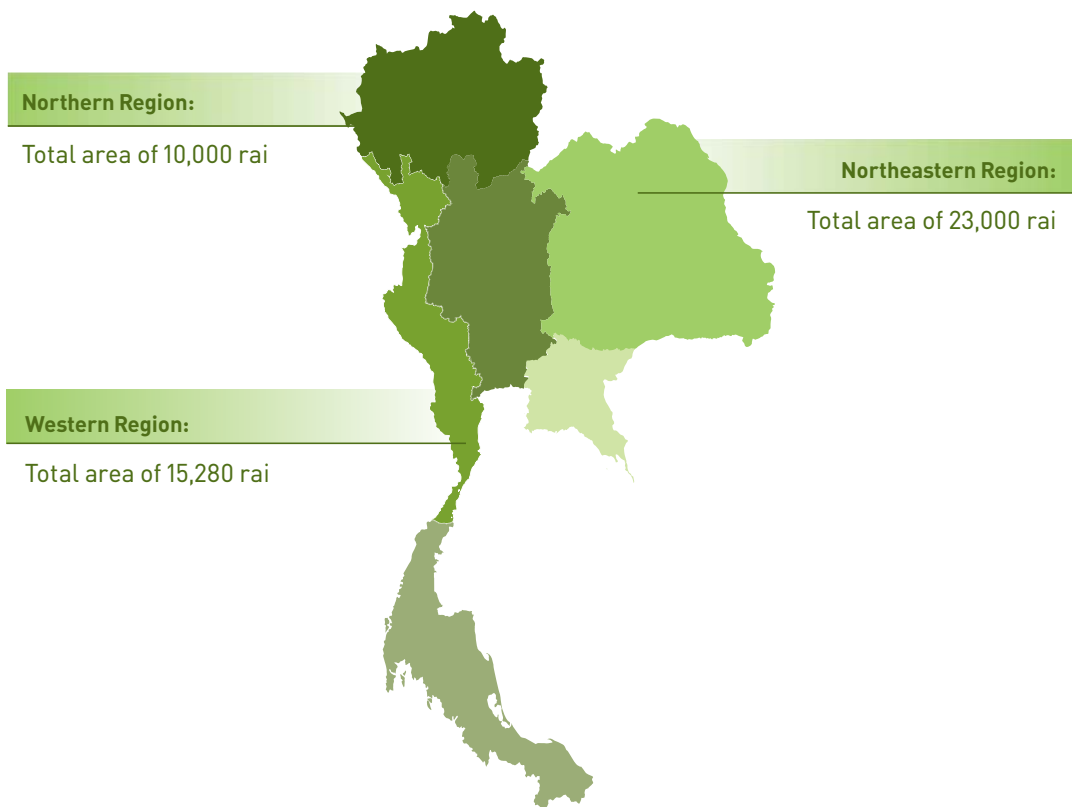 Northern Region:
Total area of 10,000 rai
Northeastern Region:
Total area of 23,000 rai
Western Region:
Total area of 15,280 rai